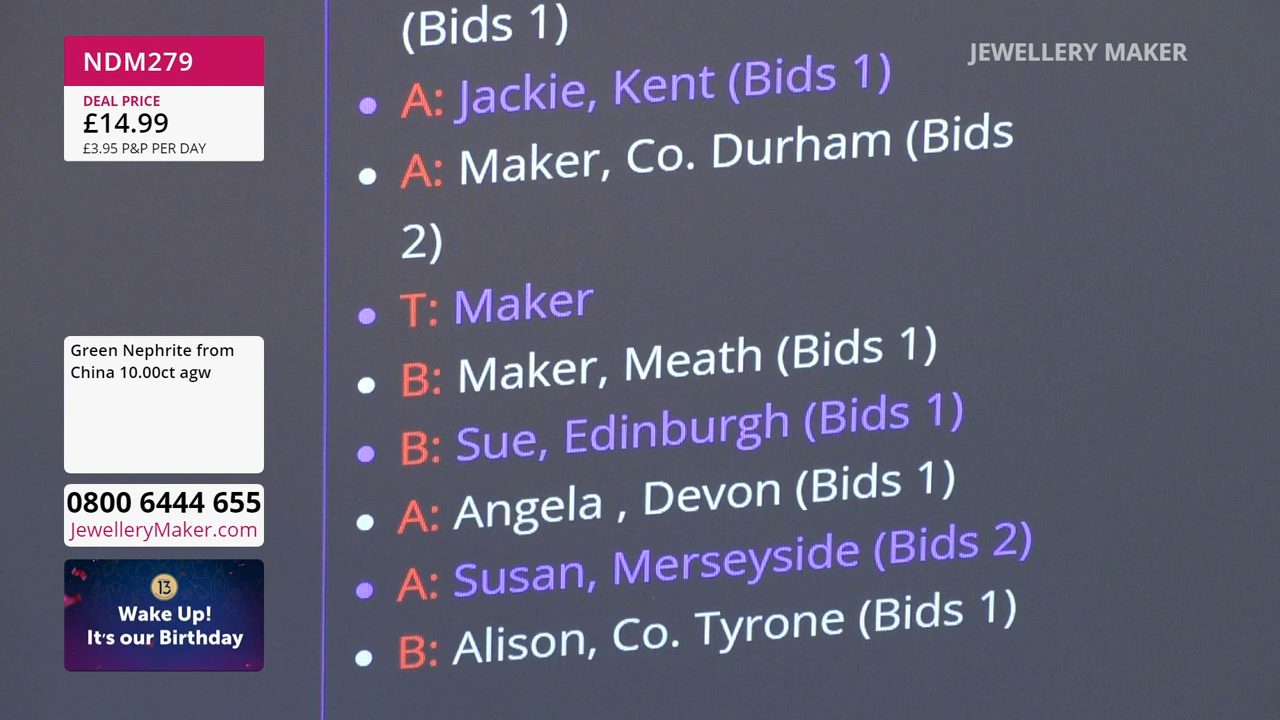 NDM279
DEAL PRICE
£14.99
£3.95 P&P PER DAY
Green Nephrite from
China 10.00ct agw
0800 6444 655
JewelleryMaker.com
13
Wake Up!
It's our Birthday
JEWELLERY MAKER
(Bids 1)
A: Jackie, Kent (Bids 1)
A: Maker, Co. Durham (Bids
2)
T: Maker
B: Maker, Meath (Bids 1)
B: Sue, Edinburgh (Bids 1)
A: Angela , Devon (Bids 1)
A: Susan, Merseyside (Bids 2)
B: Alison, Co. Tyrone (Bids 1)